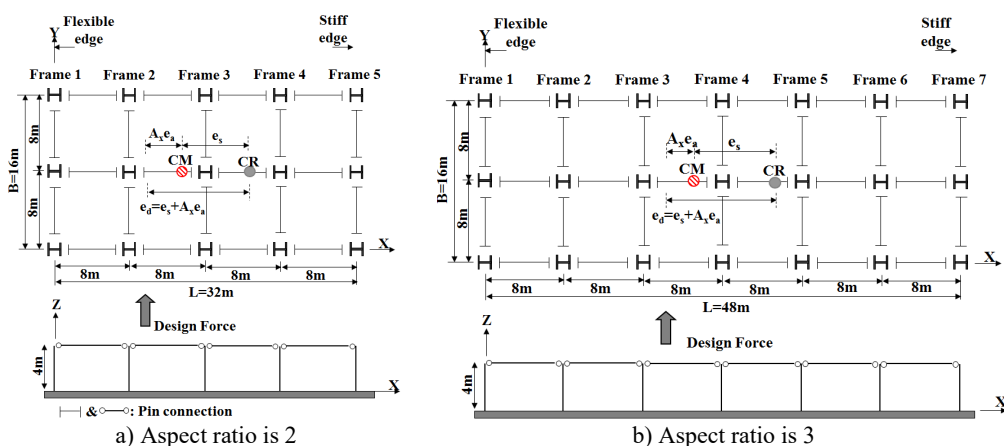 Y
Flexible
edge
Stiff
edge
Frame 1 Frame 2 Frame 3 Frame 4 Frame 5
B=16m
8m
8m
Axea
es
CM
CR
ed=es+Axea
X
8m 8m 8m 8m
L=32m
Z
Design Force
4m
X
& : Pin connection
a) Aspect ratio is 2
Y
Flexible
edge
Stiff
edge
Frame 1 Frame 2 Frame 3 Frame 4 Frame 5 Frame 6 Frame 7
B=16m
8m
8m
Axea
es
CM
CR
ed=es+Axea
X
8m 8m 8m 8m 8m 8m
L=48m
Z
Design Force
4m
X
b) Aspect ratio is 3